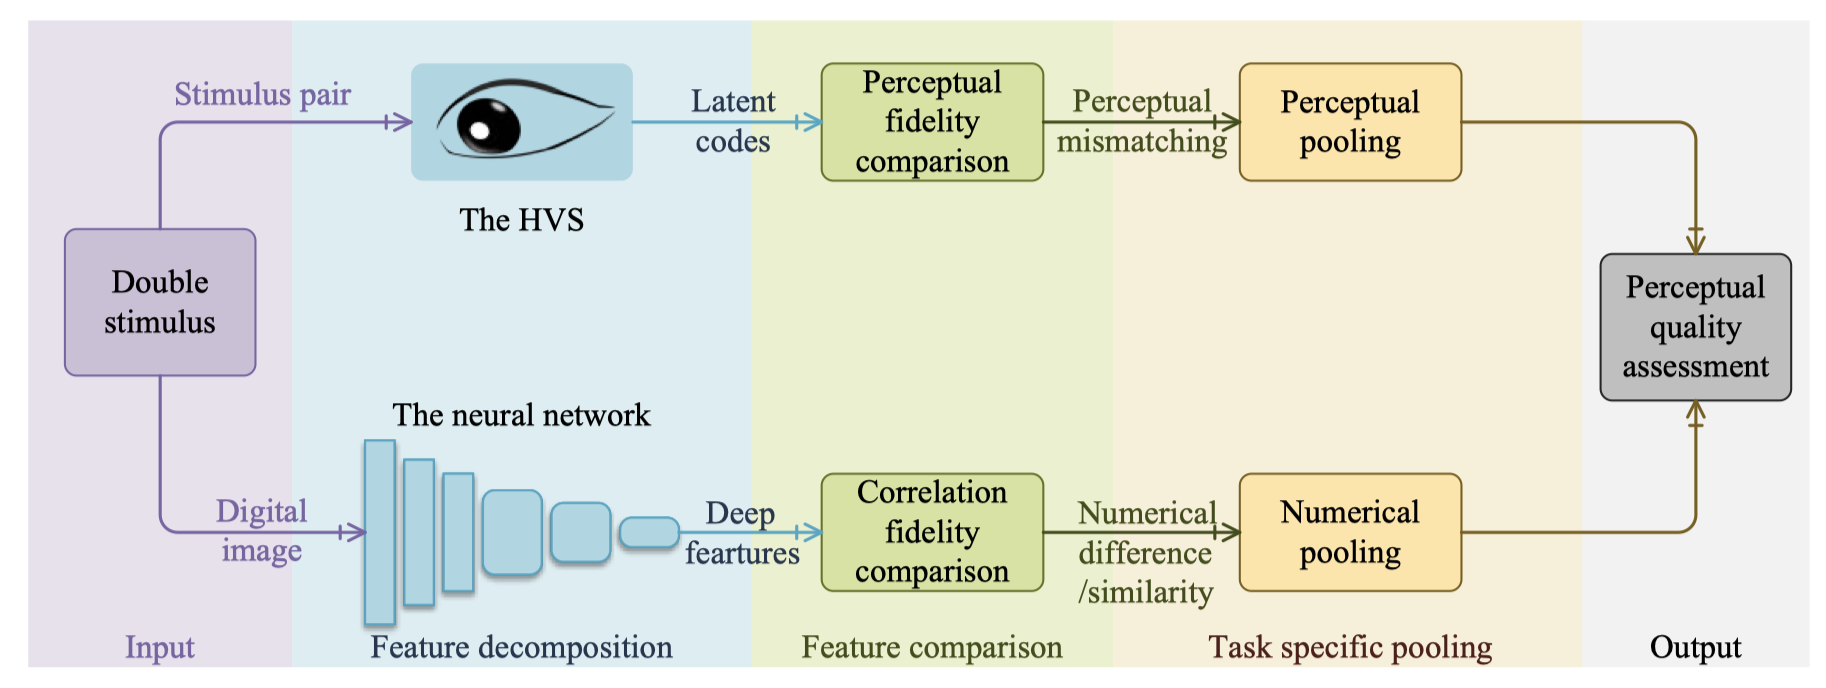 Stimulus pair
The HVS
Latent
codes
Perceptual
fidelity
comparison
Perceptual
mismatching
Perceptual
pooling
Double
stimulus
Perceptual
quality
assessment
The neural network
Digital
image
Deep
feartures
Correlation
fidelity
comparison
Numerical
difference
/similarity
Numerical
pooling
Input
Feature decomposition
Feature comparison
Task specific pooling
Output